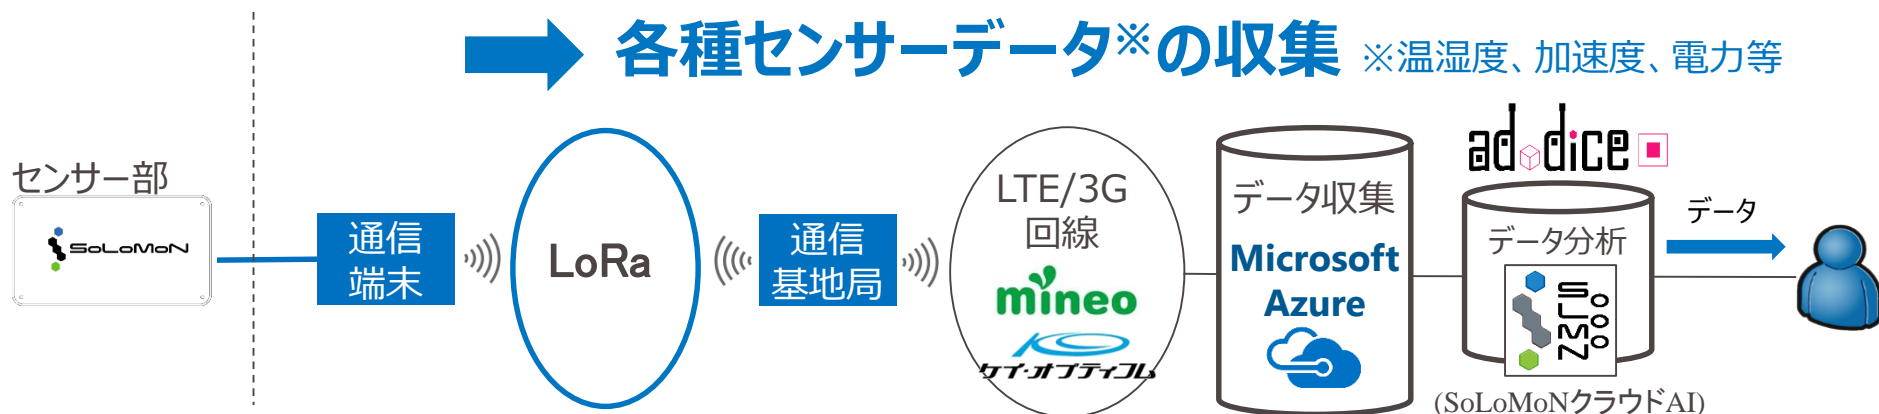 各種センサーデータ※の収集 ※温湿度、加速度、電力等
センサー部
SoLoMoN
通信
端末
LoRa
通信
基地局
LTE/3G
回線
mineo
ケイ・オプティコム
データ収集
Microsoft
Azure
ad dice
データ分析
SOLOMON
(SoLoMoNクラウドAI)
データ